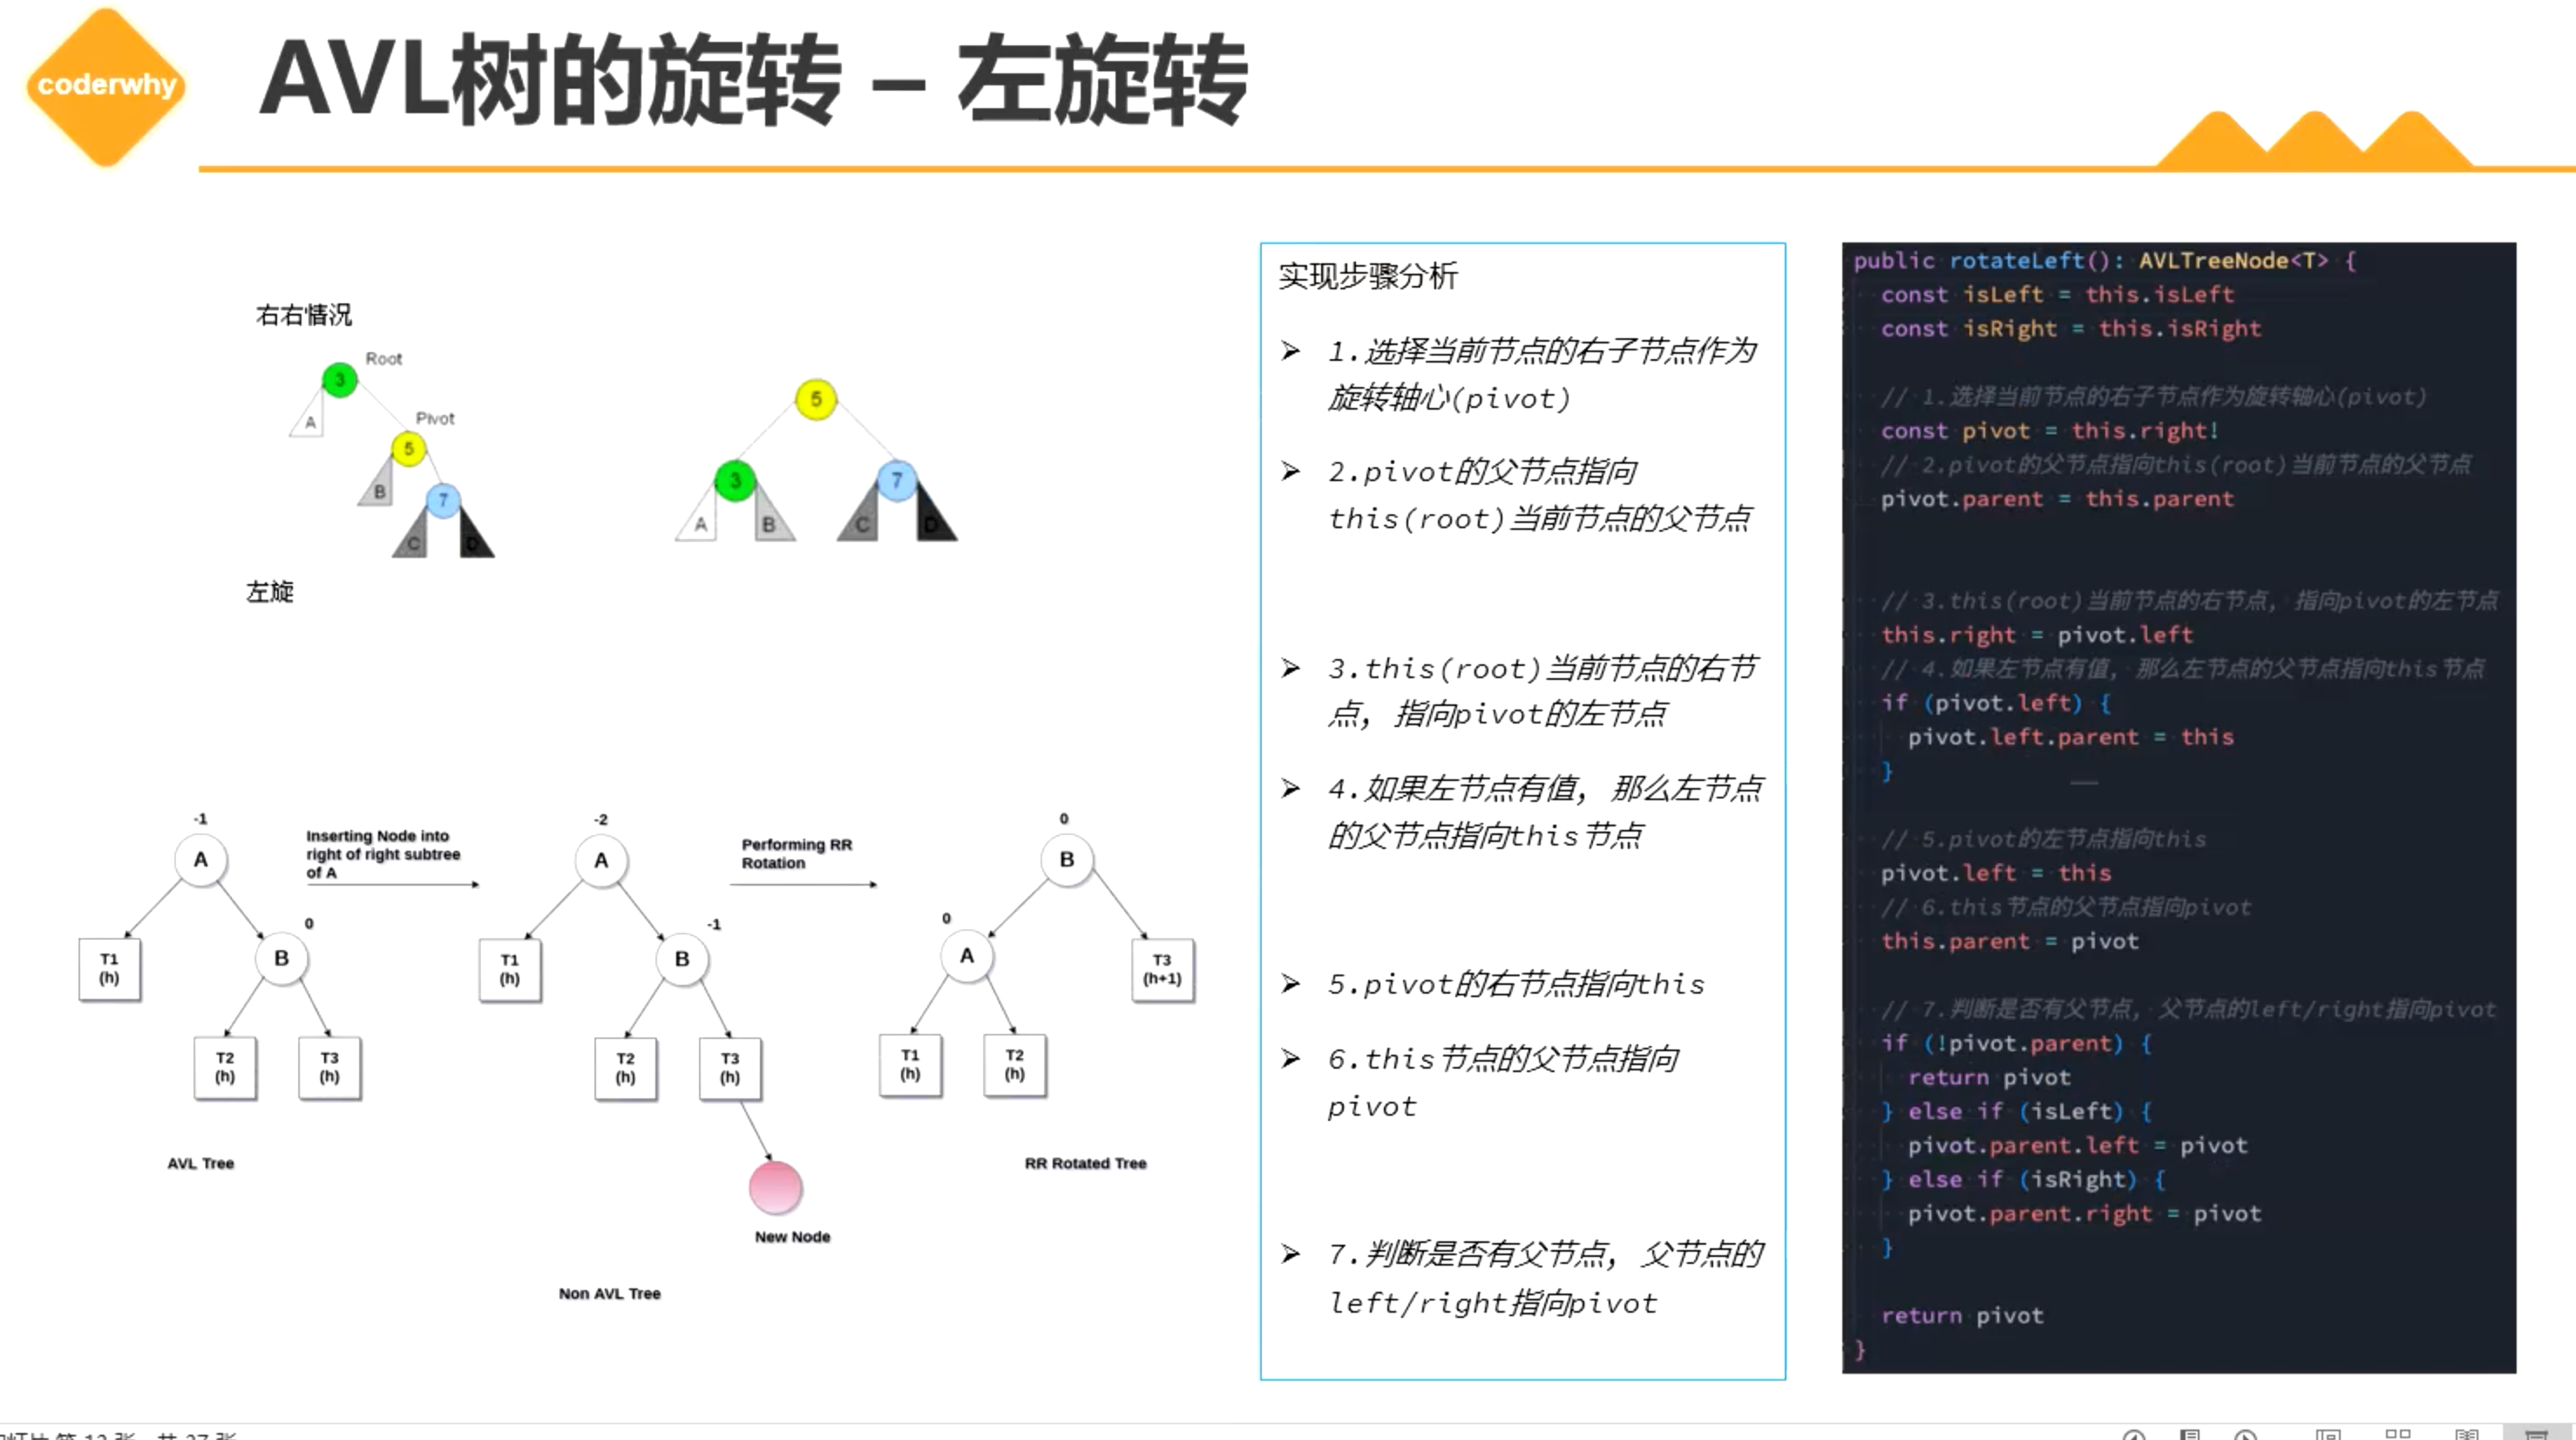 coderwhy
AVL树的旋转 – 左旋转
右右情况
Root
3
A
Pivot
5
B
7
C
D
左旋
5
3
7
A
B
C
D
-1
A
Inserting Node into
right of right subtree
of A
0
B
T1
(h)
T2
(h)
T3
(h)
AVL Tree
-2
A
Performing RR
Rotation
-1
B
T1
(h)
T2
(h)
T3
(h)
New Node
Non AVL Tree
0
B
0
A
T3
(h+1)
T1
(h)
T2
(h)
RR Rotated Tree
实现步骤分析
1.选择当前节点的右子节点作为
旋转轴心(pivot)
2.pivot的父节点指向
this(root)当前节点的父节点
3.this(root)当前节点的右节
点，指向pivot的左节点
4.如果左节点有值，那么左节点
的父节点指向this节点
5.pivot的右节点指向this
6.this节点的父节点指向
pivot
7.判断是否有父节点，父节点的
left/right指向pivot
public rotateLeft(): AVLTreeNode<T> {
const isLeft = this.isLeft
const isRight = this.isRight
// 1.选择当前节点的右子节点作为旋转轴心(pivot)
const pivot = this.right!
// 2.pivot的父节点指向this(root)当前节点的父节点
pivot.parent = this.parent
// 3.this(root)当前节点的右节点，指向pivot的左节点
this.right = pivot.left
// 4.如果左节点有值，那么左节点的父节点指向this节点
if (pivot.left) {
pivot.left.parent = this
}
// 5.pivot的左节点指向this
pivot.left = this
// 6.this节点的父节点指向pivot
this.parent = pivot
// 7.判断是否有父节点，父节点的left/right指向pivot
if (!pivot.parent) {
return pivot
} else if (isLeft) {
pivot.parent.left = pivot
} else if (isRight) {
pivot.parent.right = pivot
}
return pivot
}